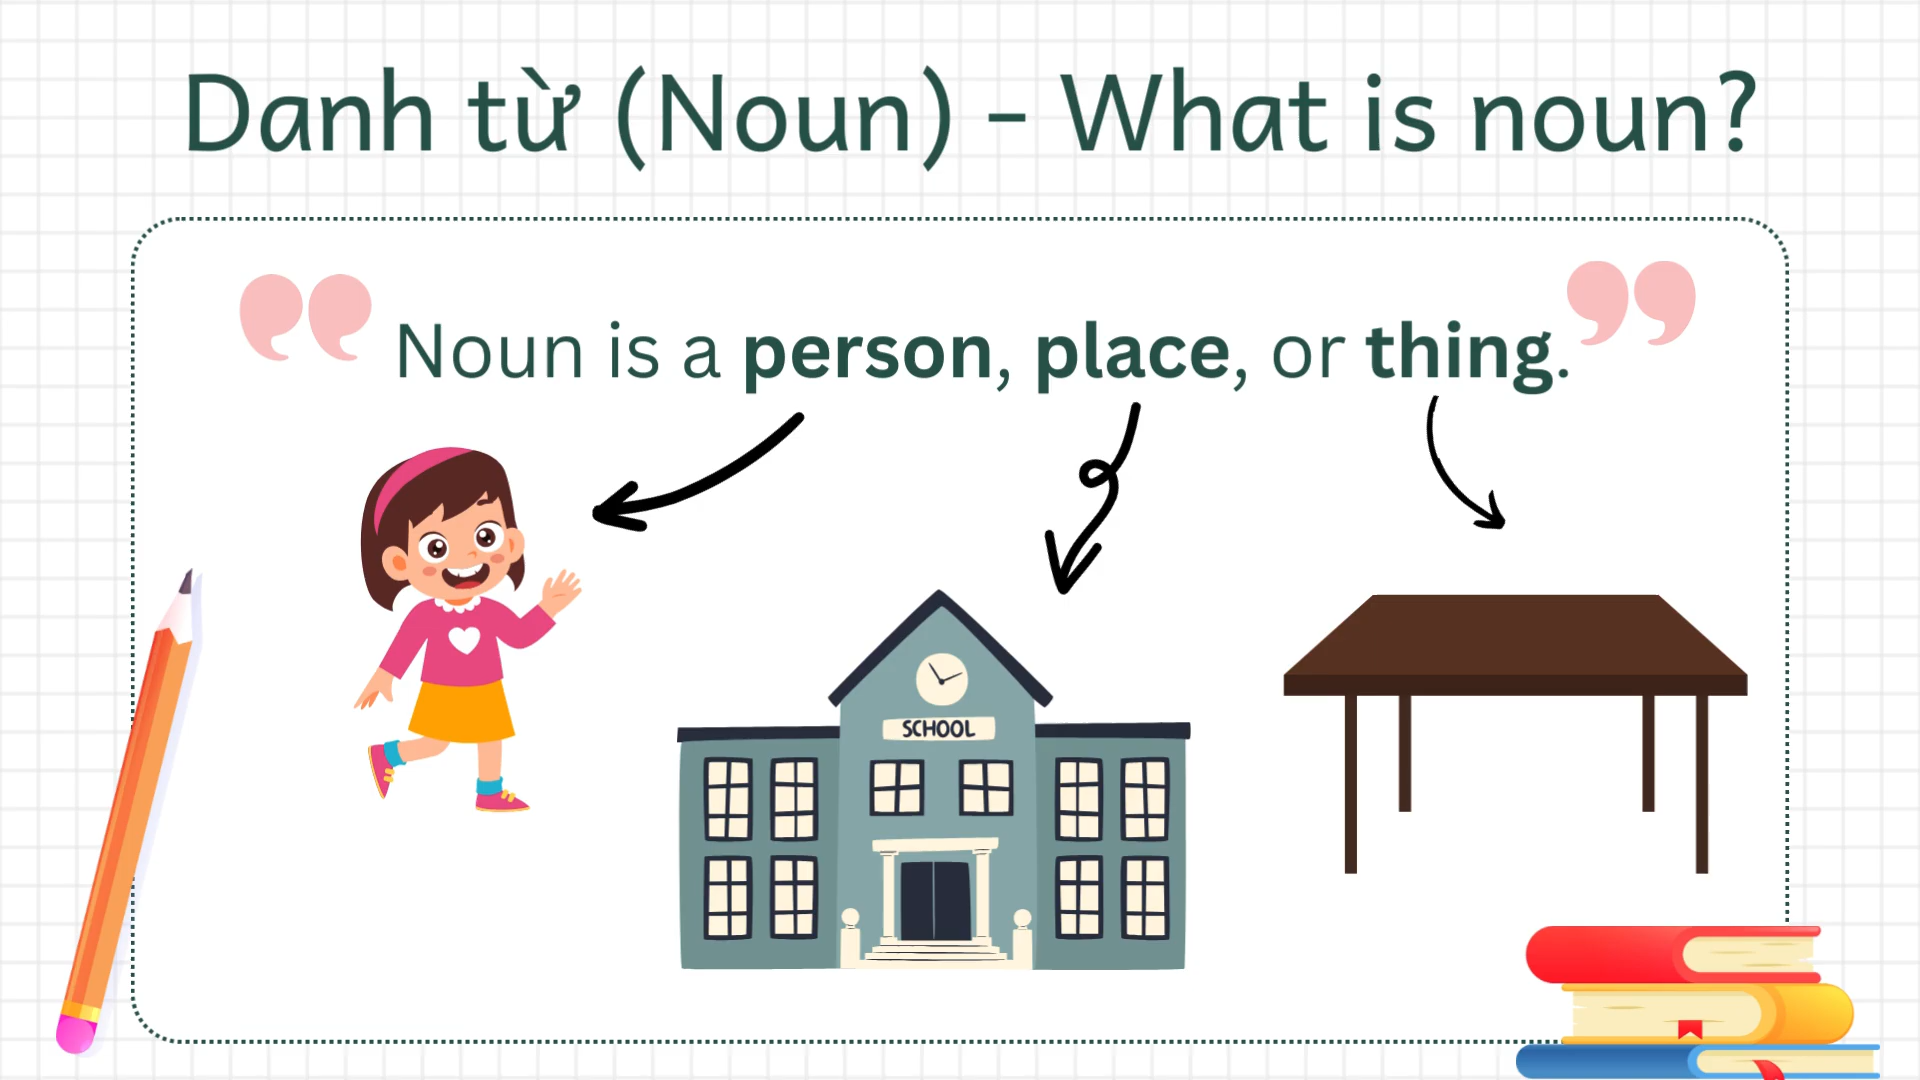 Danh từ (Noun) - What is noun?
Noun is a person, place, or thing.
SCHOOL